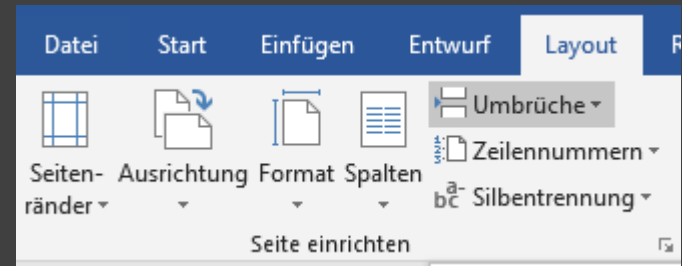 Datei Start Einfügen Entwurf Layout
Umbrüche
Zeilennummern
Seiten-
ränder Ausrichtung Format Spalten
Silbentrennung
Seite einrichten